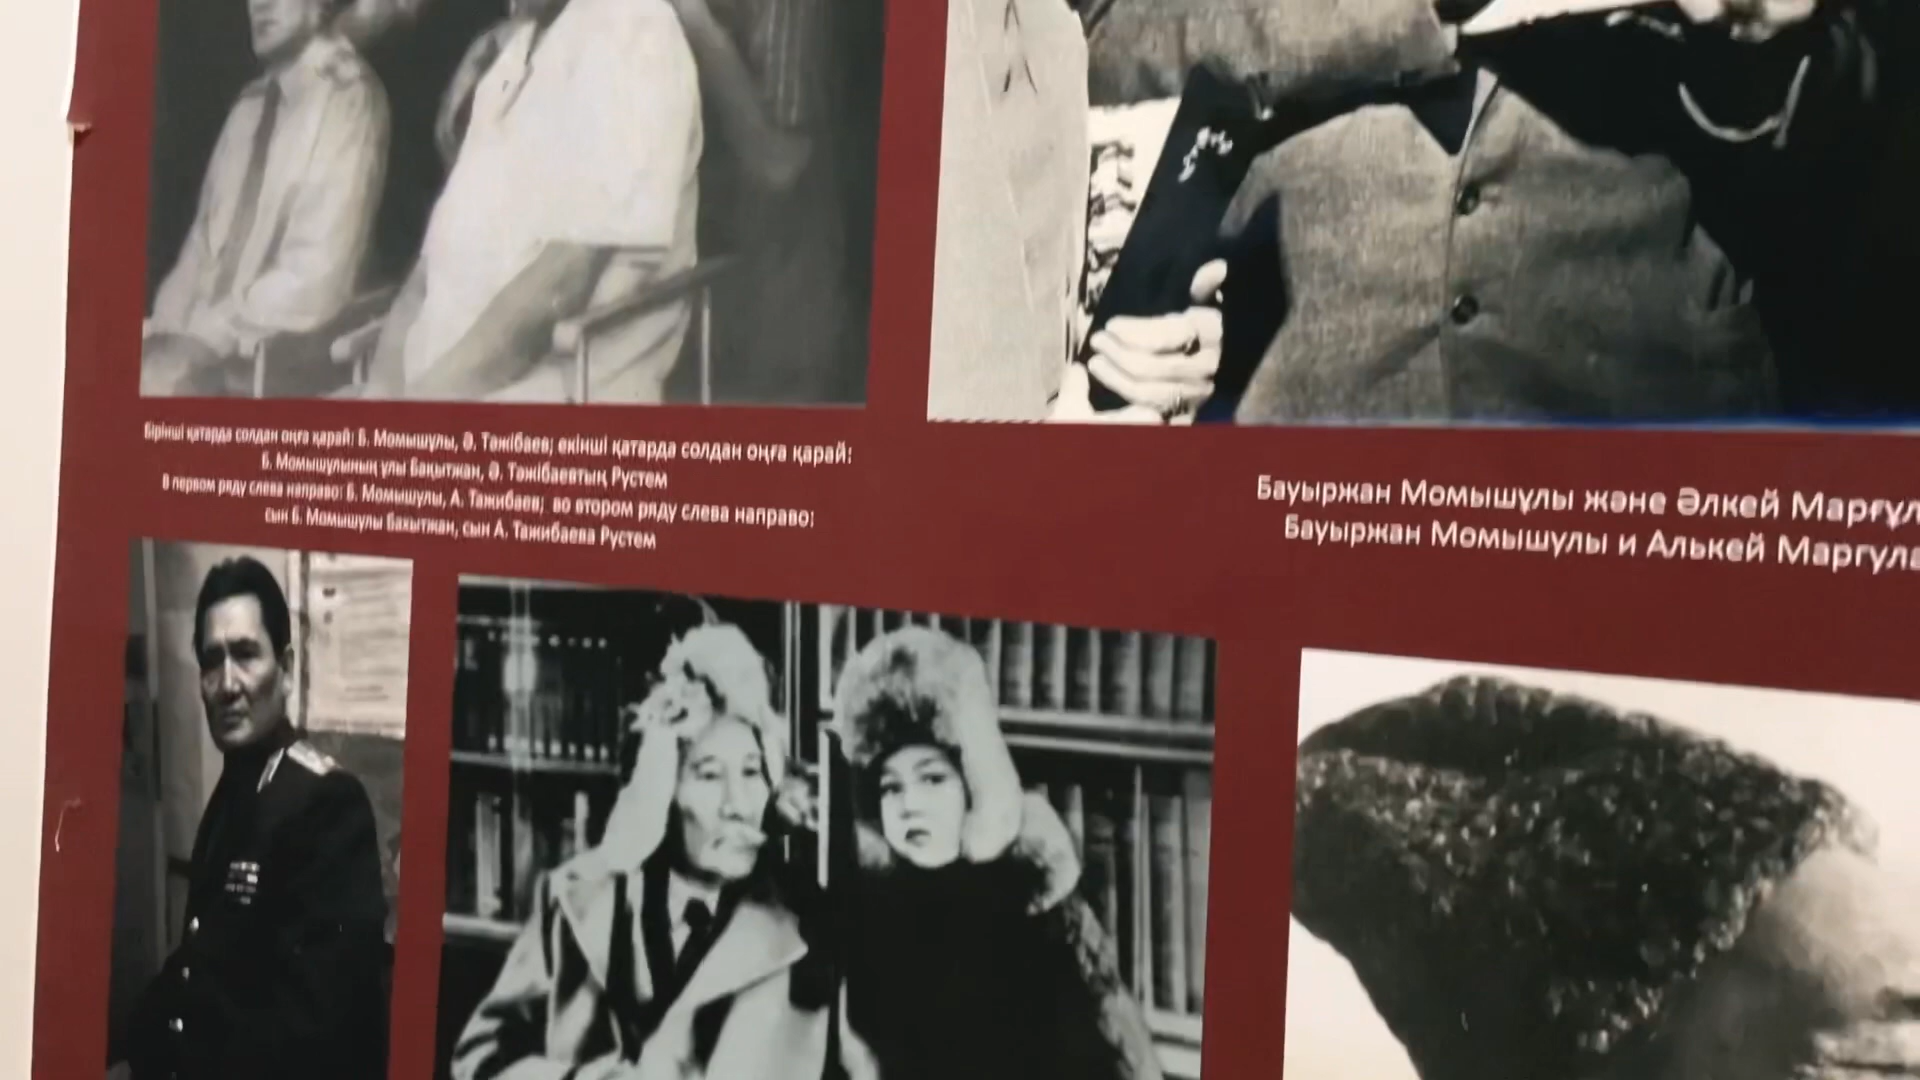 Бірінші қатарда солдан оңға қарай: Б. Момышұлы, Ә. Тәжібаев; екінші қатарда солдан оңға қарай:
Б. Момышұлының ұлы Бақытжан, Ә. Тәжібаевтың Рустем
В первом ряду слева направо: Б. Момышулы, А. Тажибаев; во втором ряду слева направо:
сын Б. Момышулы Бахытжан, сын А. Тажибаева Рустем
Бауыржан Момышұлы және Әлкей Марғұл
Бауыржан Момышулы и Алькей Маргула